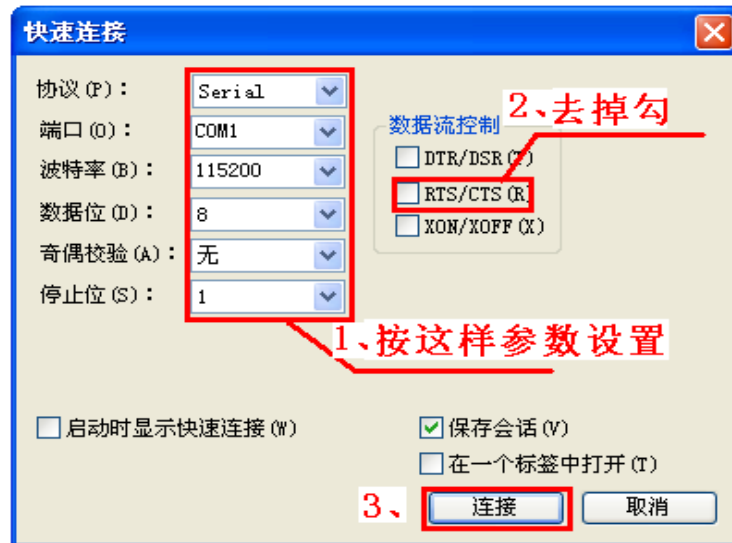 快速连接
协议(P)： Serial
端口(O)： COM1
波特率(B)： 115200
数据位(D)： 8
奇偶校验(A)： 无
停止位(S)： 1
数据流控制
2、去掉勾
DTR/DSR(T)
RTS/CTS(R)
XON/XOFF(X)
1、按这样参数设置
启动时显示快速连接(W)
保存会话(V)
在一个标签中打开(T)
3、 连接 取消